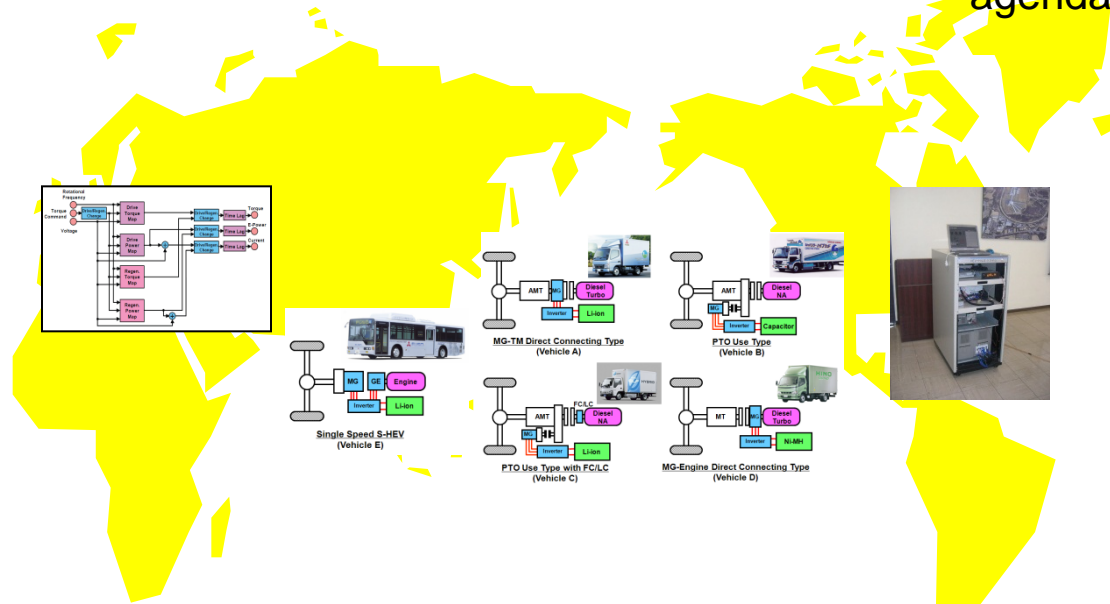 agenda
Rotational
Frequency
Torque
Command
Voltage
Drive/Regen.
Change
Drive
Torque
Map
Drive
Power
Map
Regen.
Torque
Map
Regen.
Power
Map
Drive/Regen.
Change
Time Lag
Torque
Drive/Regen.
Change
Time Lag
E-Power
Drive/Regen.
Change
Time Lag
Current
MG
GE
Engine
Inverter
Li-ion
Single Speed S-HEV
(Vehicle E)
AMT
MG
Diesel
Turbo
Inverter
Li-ion
MG-TM Direct Connecting Type
(Vehicle A)
AMT
Diesel
NA
MG
Inverter
Capacitor
PTO Use Type
(Vehicle B)
FC/LC
AMT
Diesel
NA
MG
Inverter
Li-ion
PTO Use Type with FC/LC
(Vehicle C)
HINO
MT
MG
Diesel
Turbo
Inverter
Ni-MH
MG-Engine Direct Connecting Type
(Vehicle D)